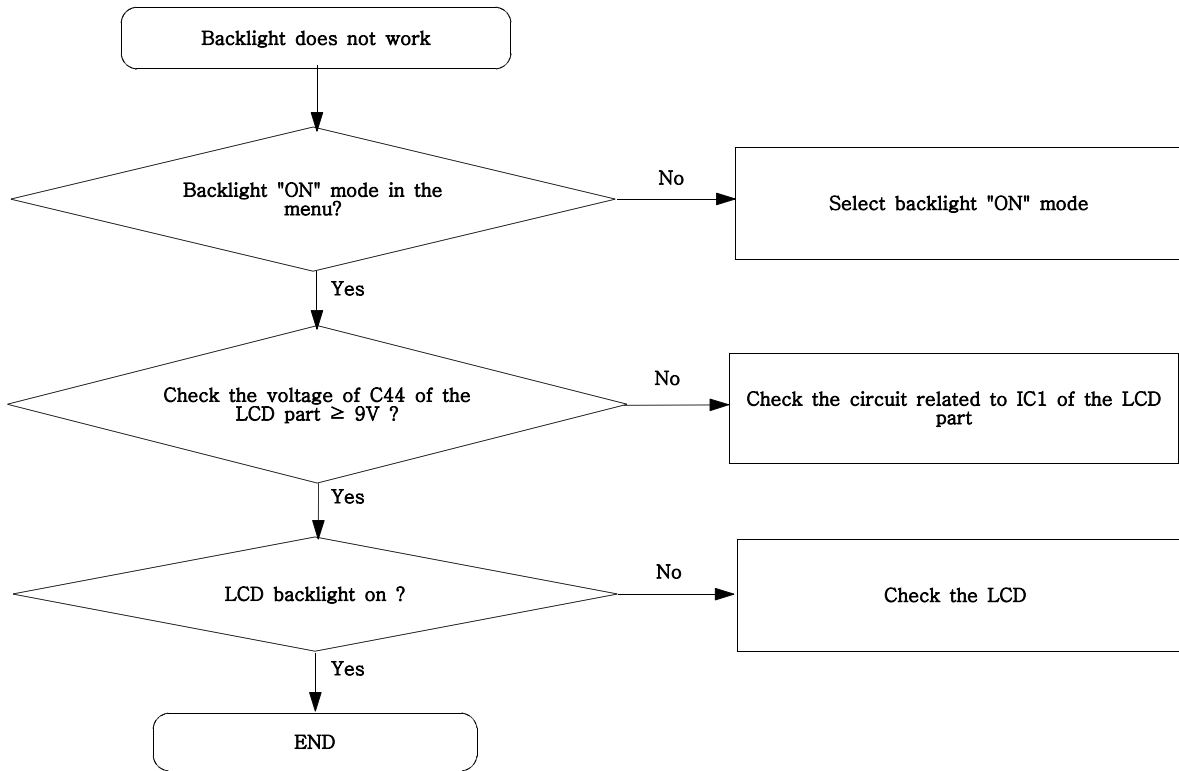 Backlight does not work
Backlight "ON" mode in the
menu?
No
Select backlight "ON" mode
Yes
Check the voltage of C44 of the
LCD part ≥ 9V ?
No
Check the circuit related to IC1 of the LCD
part
Yes
LCD backlight on ?
No
Check the LCD
Yes
END